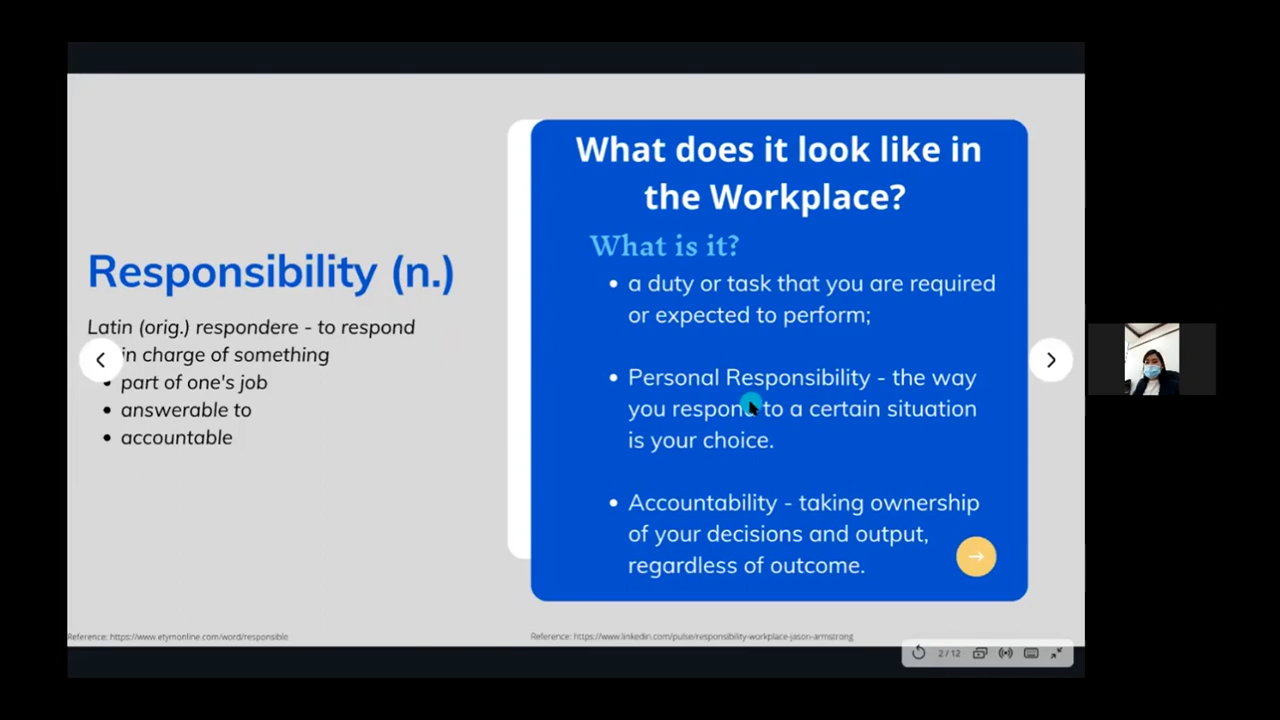 Responsibility (n.)
Latin (orig.) respondere - to respond
in charge of something
part of one's job
answerable to
accountable
Reference: https://www.etymonline.com/word/responsible
What does it look like in
the Workplace?
What is it?
a duty or task that you are required
or expected to perform;
Personal Responsibility - the way
you respond to a certain situation
is your choice.
Accountability - taking ownership
of your decisions and output,
regardless of outcome.
Reference: https://www.linkedin.com/pulse/responsibility-workplace-jason-armstrong
2 / 12